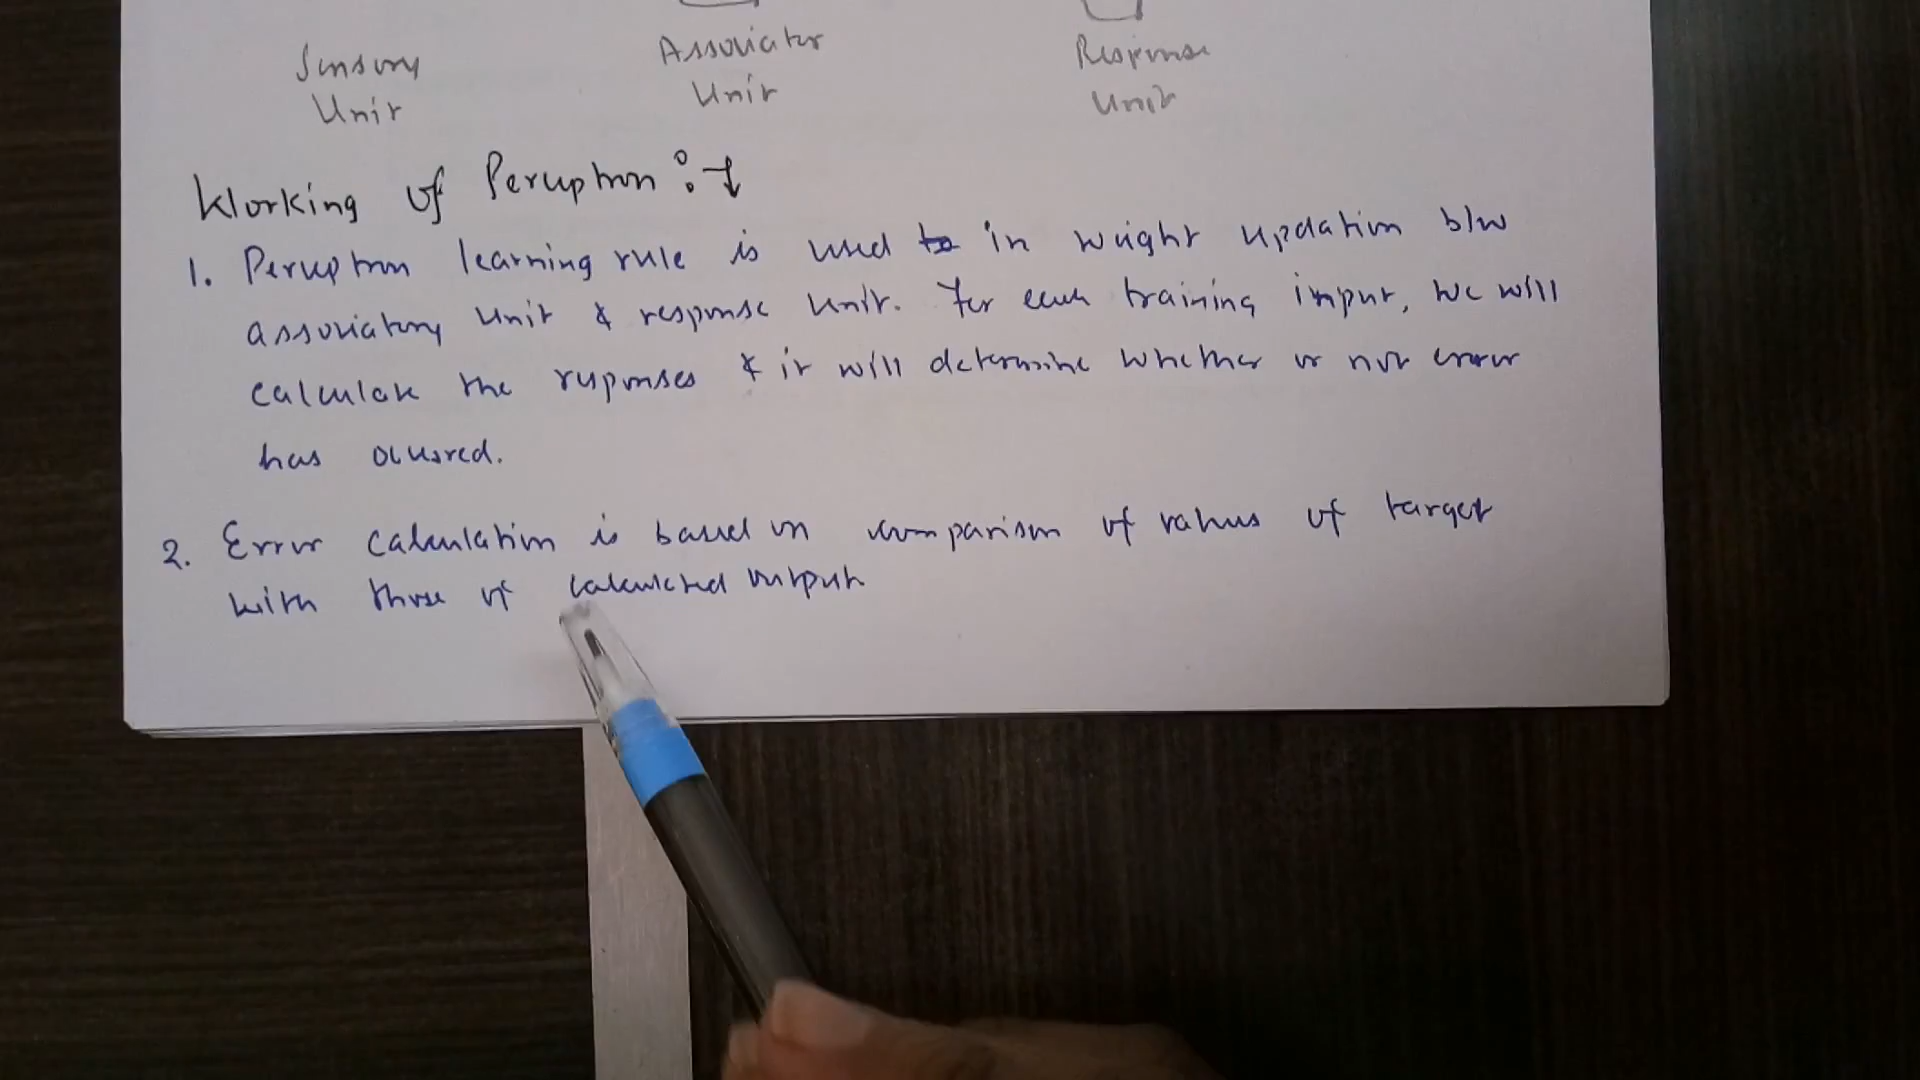 Sensory Associator Response
Unit Unit Unit
Working of Perceptron :→
1. Perceptron learning rule is used in weight updation b/w
associatory Unit & response Unit. For each training input, we will
calculate the responses & it will determine whether or not error
has occured.
2. Error calculation is based on comparison of values of target
with those of calculated output